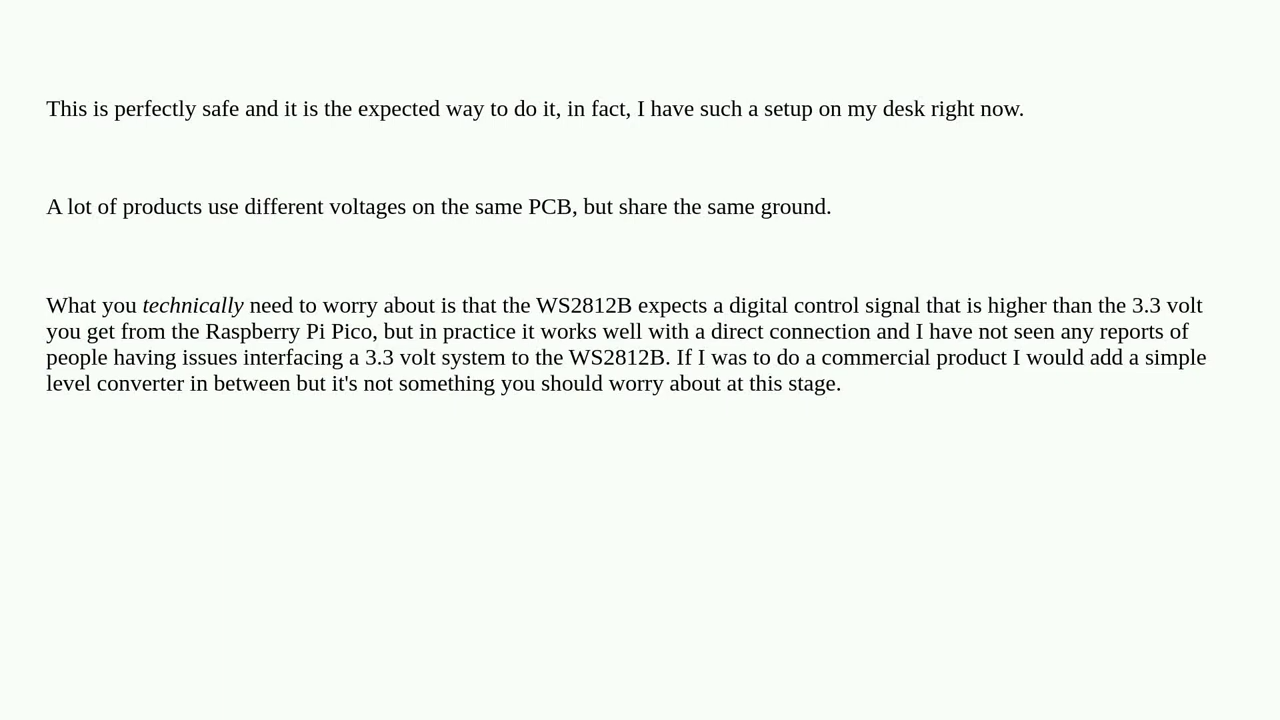 This is perfectly safe and it is the expected way to do it, in fact, I have such a setup on my desk right now.
A lot of products use different voltages on the same PCB, but share the same ground.
What you technically need to worry about is that the WS2812B expects a digital control signal that is higher than the 3.3 volt
you get from the Raspberry Pi Pico, but in practice it works well with a direct connection and I have not seen any reports of
people having issues interfacing a 3.3 volt system to the WS2812B. If I was to do a commercial product I would add a simple
level converter in between but it's not something you should worry about at this stage.